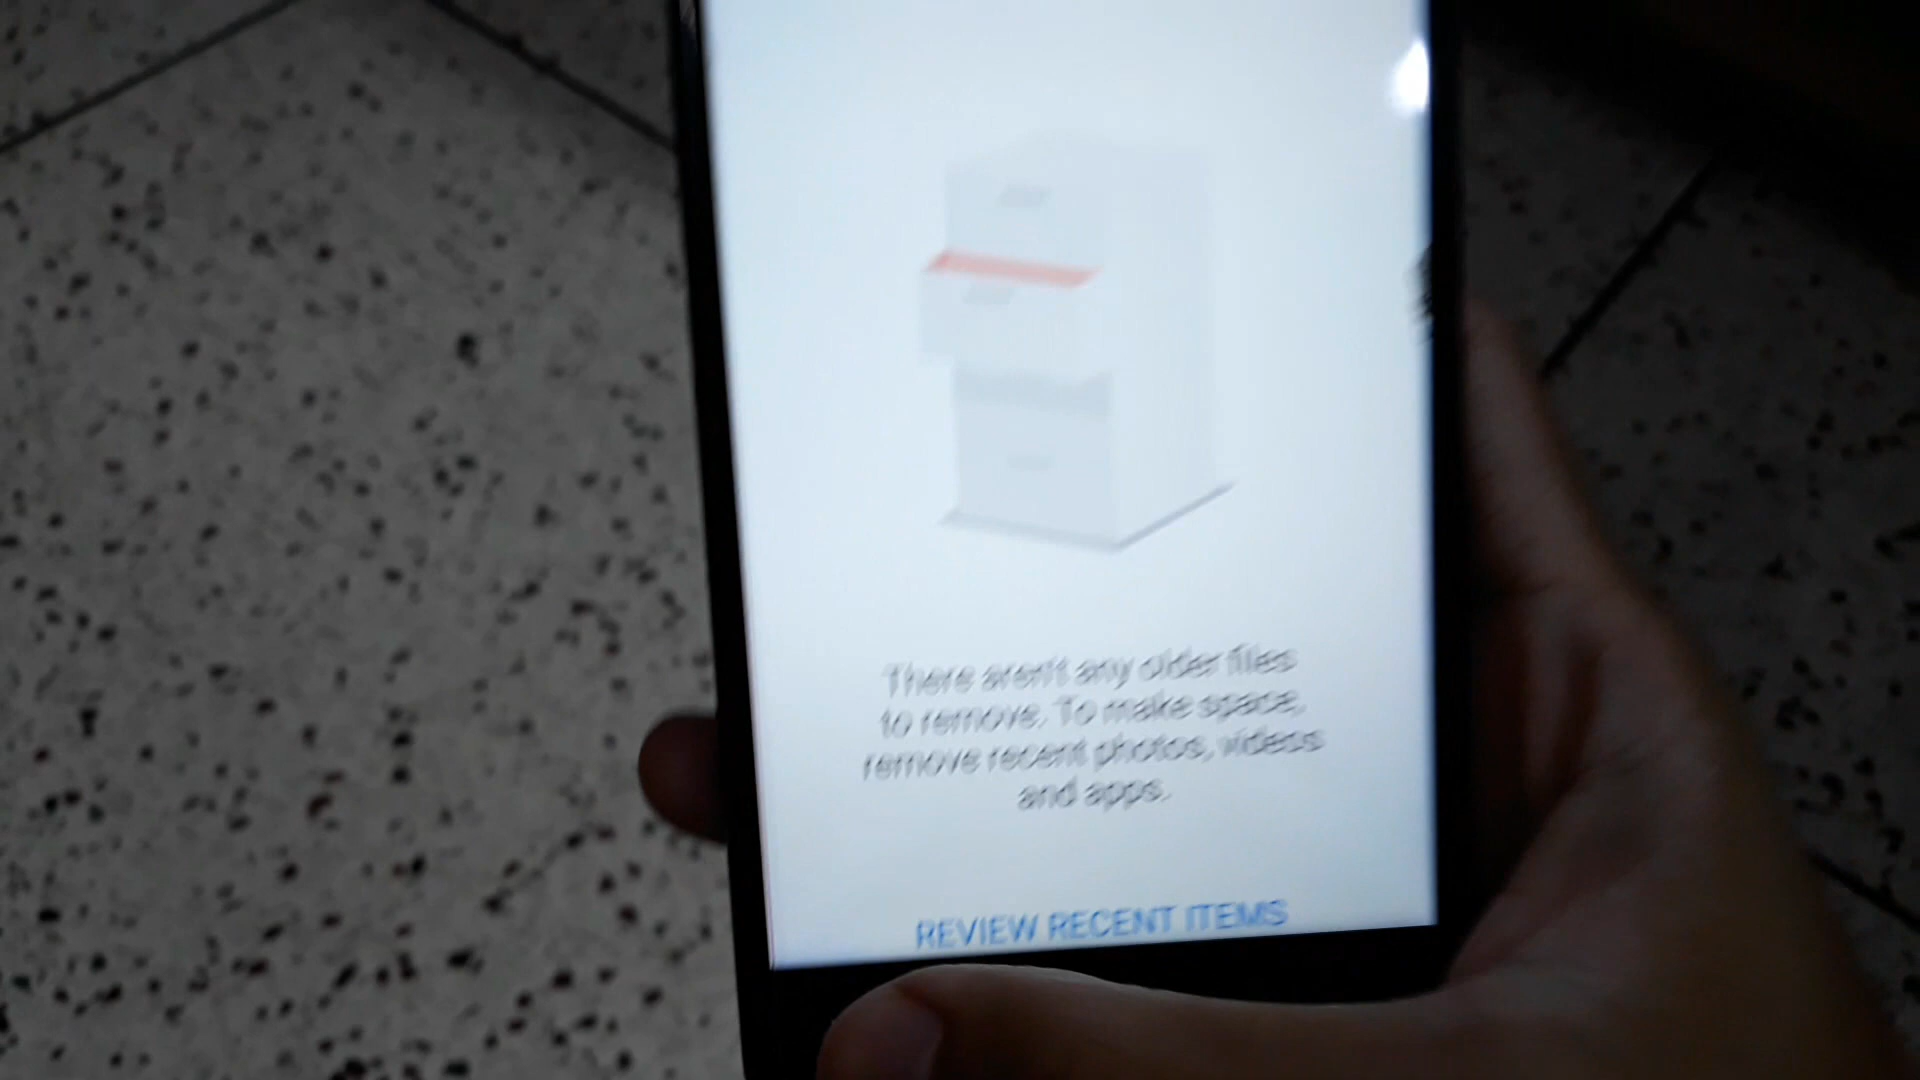 There aren't any older files
to remove. To make space,
remove recent photos, videos
and apps.
REVIEW RECENT ITEMS